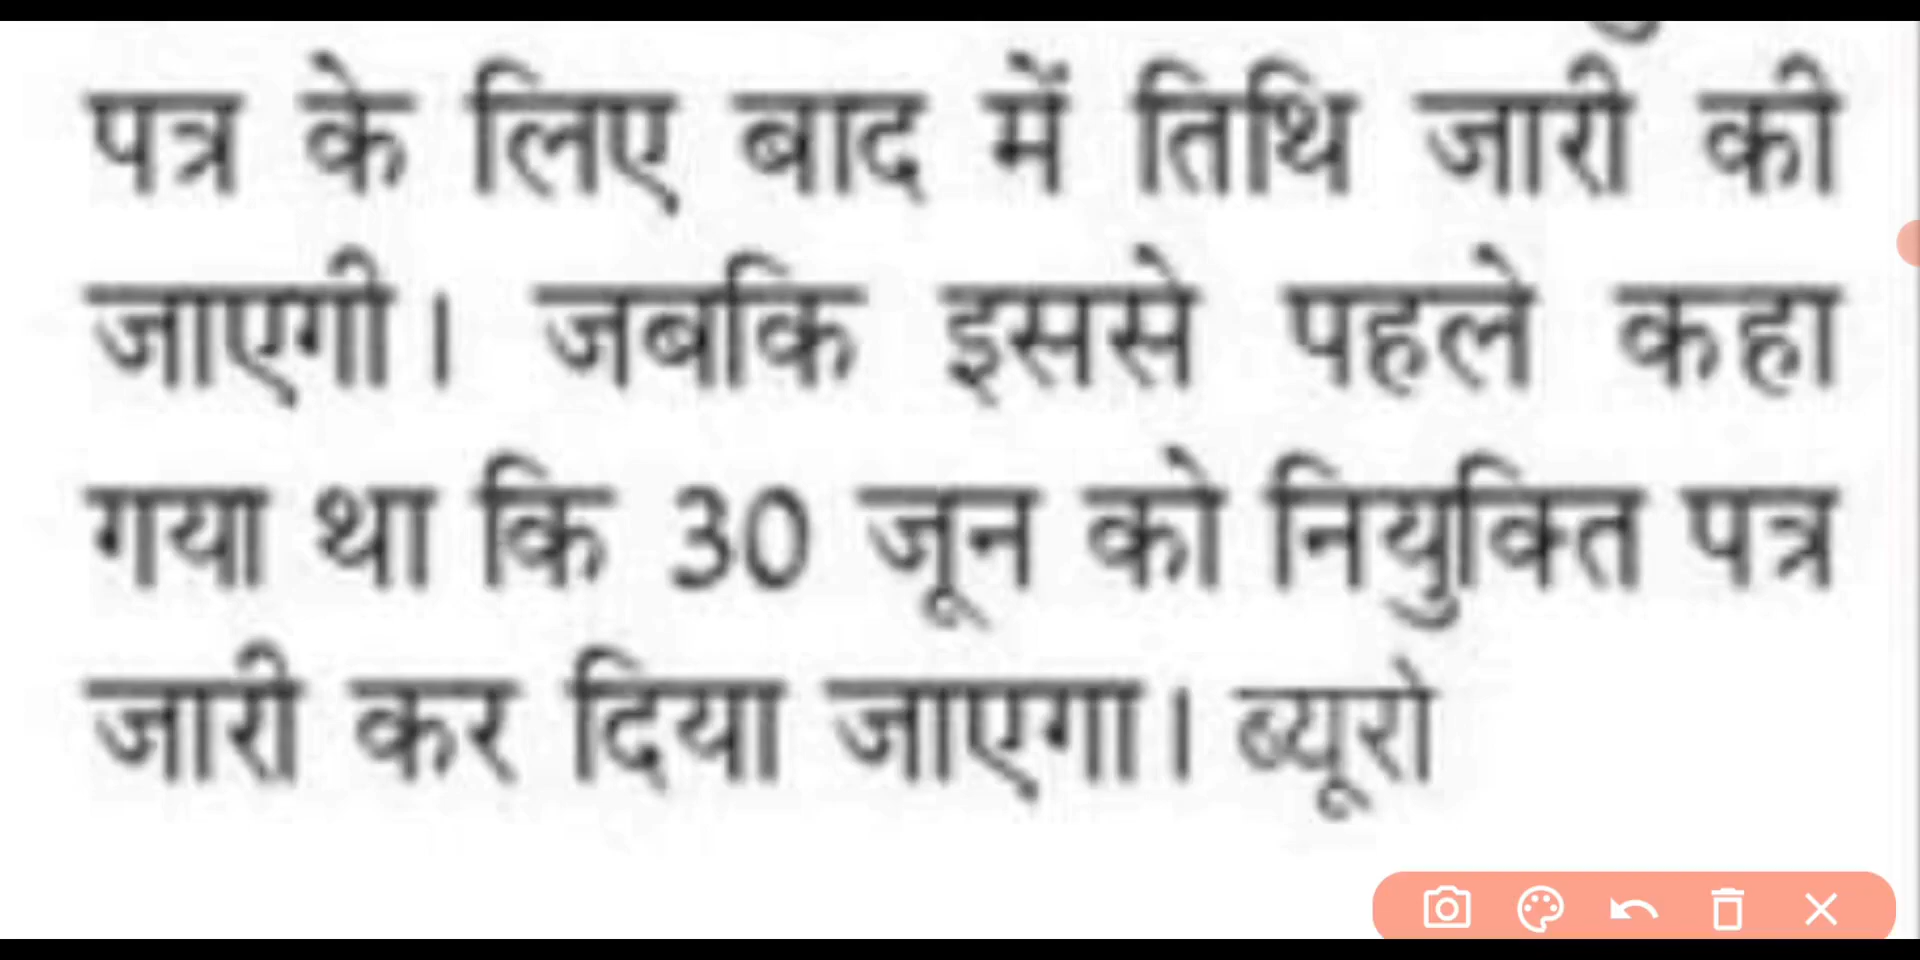 पत्र के लिए बाद में तिथि जारी की
जाएगी। जबकि इससे पहले कहा
गया था कि 30 जून को नियुक्ति पत्र
जारी कर दिया जाएगा। ब्यूरो